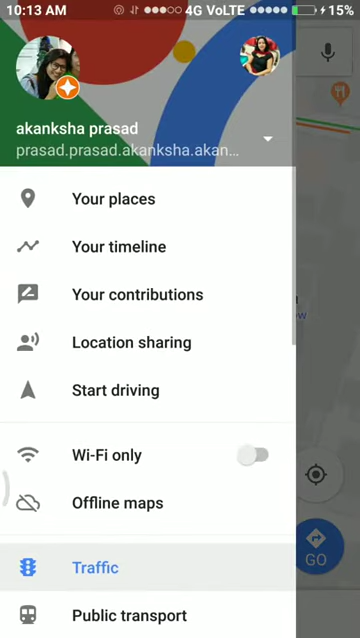 10:13 AM 4G VoLTE 15%
akanksha prasad
prasad.prasad.akanksha.akan...
Your places
Your timeline
Your contributions
Location sharing
Start driving
Wi-Fi only
Offline maps
GO
Traffic
Public transport